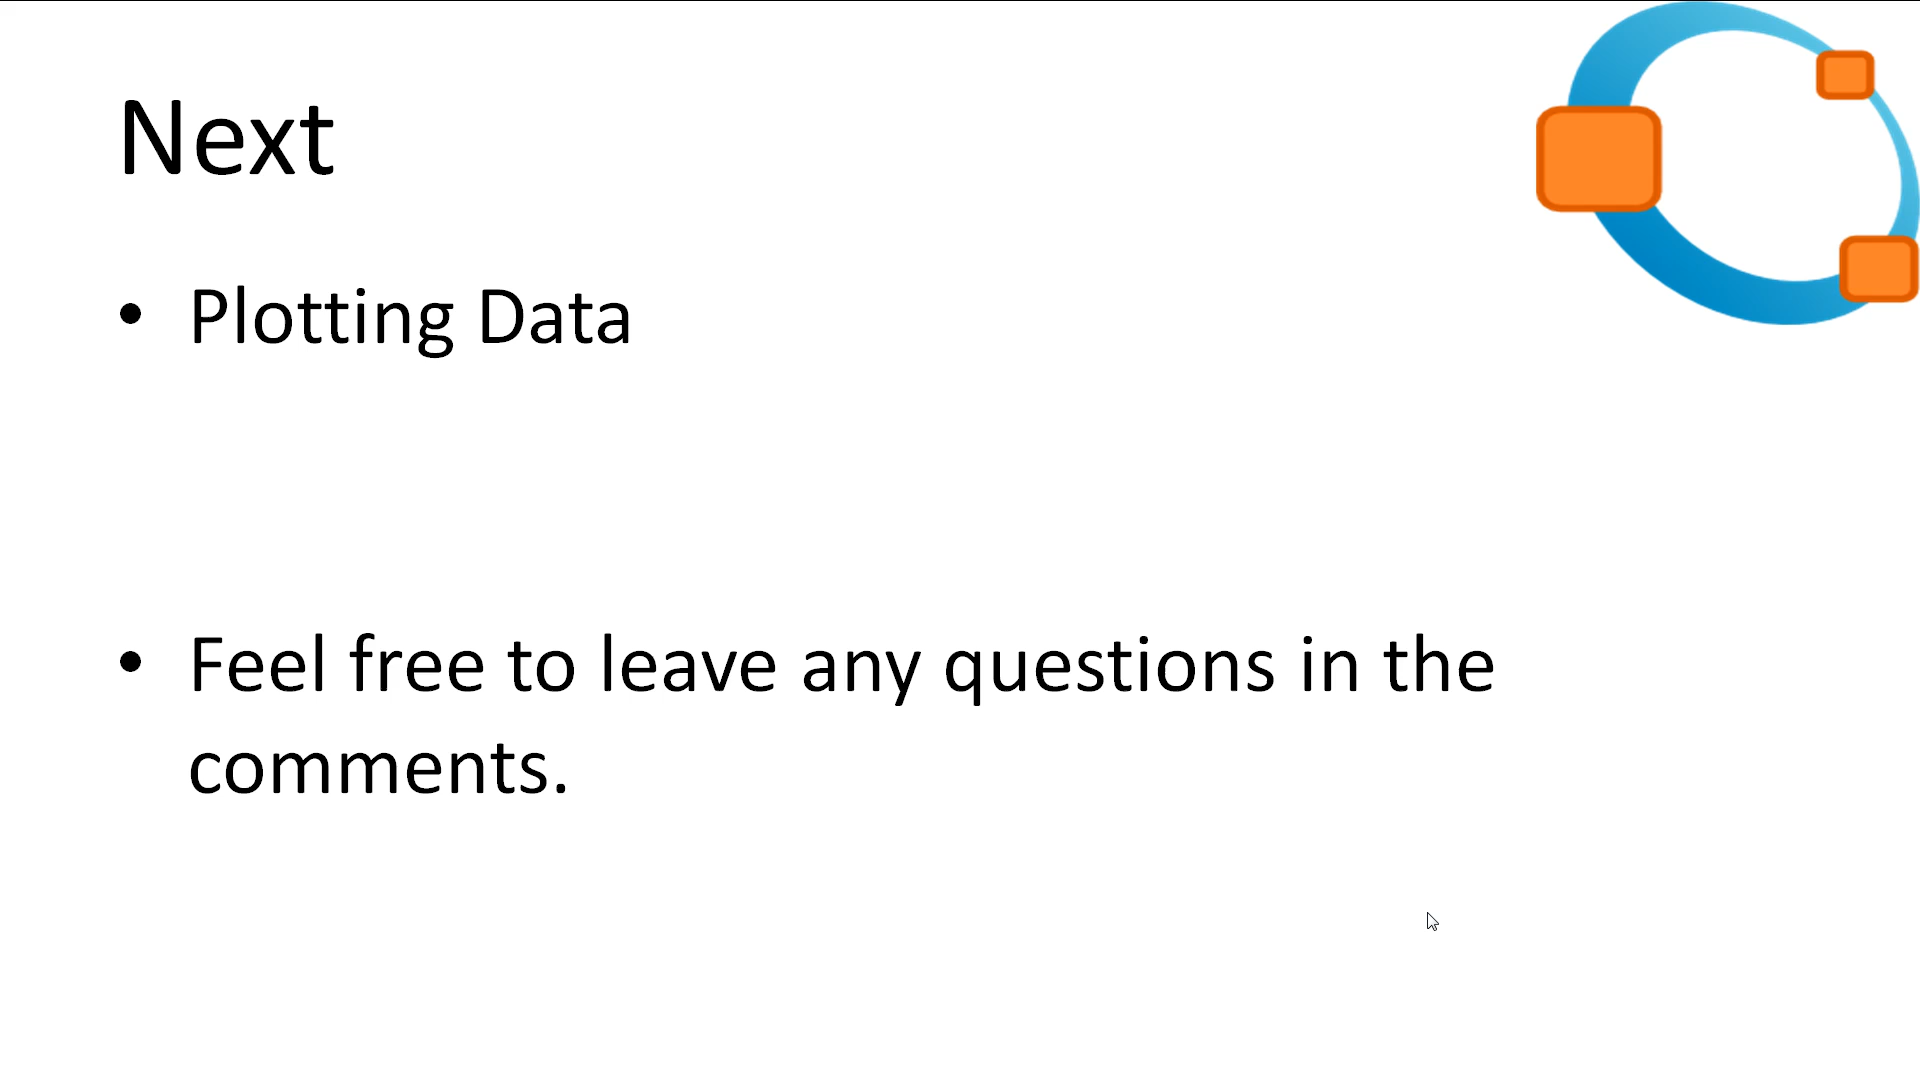 Next
• Plotting Data
• Feel free to leave any questions in the
comments.